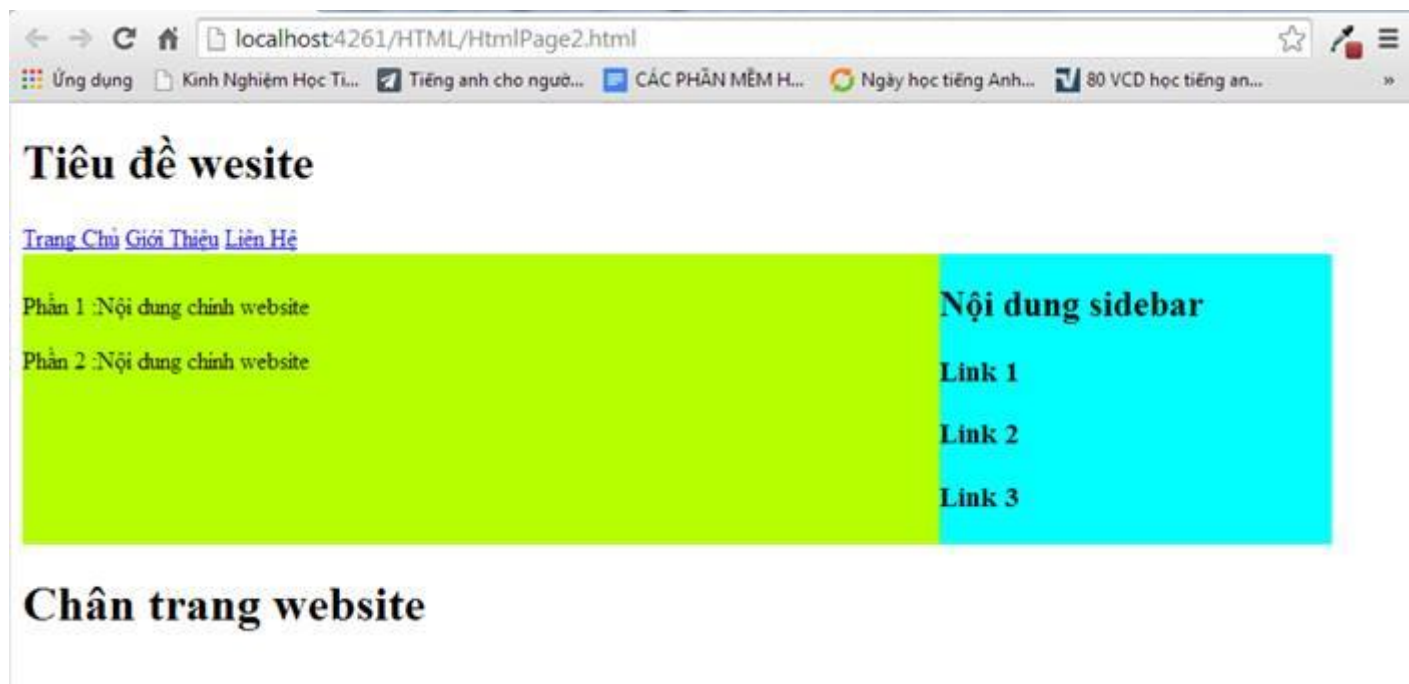 localhost:4261/HTML/HtmlPage2.html
Ứng dụng Kinh Nghiệm Học Ti... Tiếng anh cho ngườ... CÁC PHẦN MỀM H... Ngày học tiếng Anh... 80 VCD học tiếng an... »
Tiêu đề wesite
Trang Chủ Giới Thiệu Liên Hệ
Phần 1 :Nội dung chính website
Phần 2 :Nội dung chính website
Nội dung sidebar
Link 1
Link 2
Link 3
Chân trang website